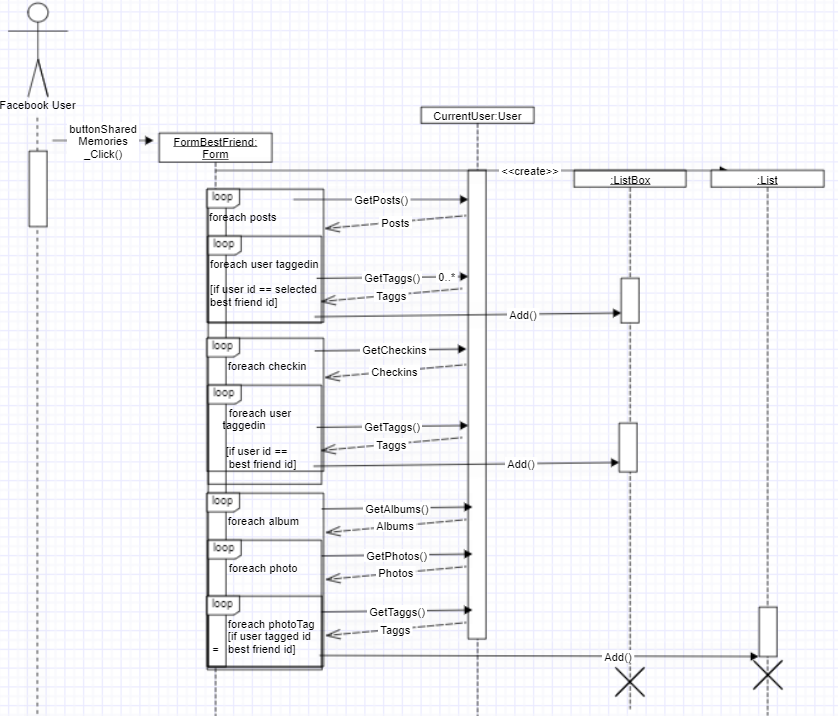 Facebook User
buttonShared
Memories
_Click()
FormBestFriend:
Form
CurrentUser:User
<<create>>
:ListBox
:List
loop
GetPosts()
foreach posts
Posts
loop
foreach user taggedin
GetTaggs()
0..*
[if user id == selected
best friend id]
Taggs
Add()
loop
GetCheckins
foreach checkin
Checkins
loop
foreach user
taggedin
GetTaggs()
Taggs
[if user id ==
best friend id]
Add()
loop
GetAlbums()
foreach album
Albums
loop
GetPhotos()
foreach photo
Photos
loop
GetTaggs()
foreach photoTag
Taggs
[if user tagged id
= best friend id]
Add()